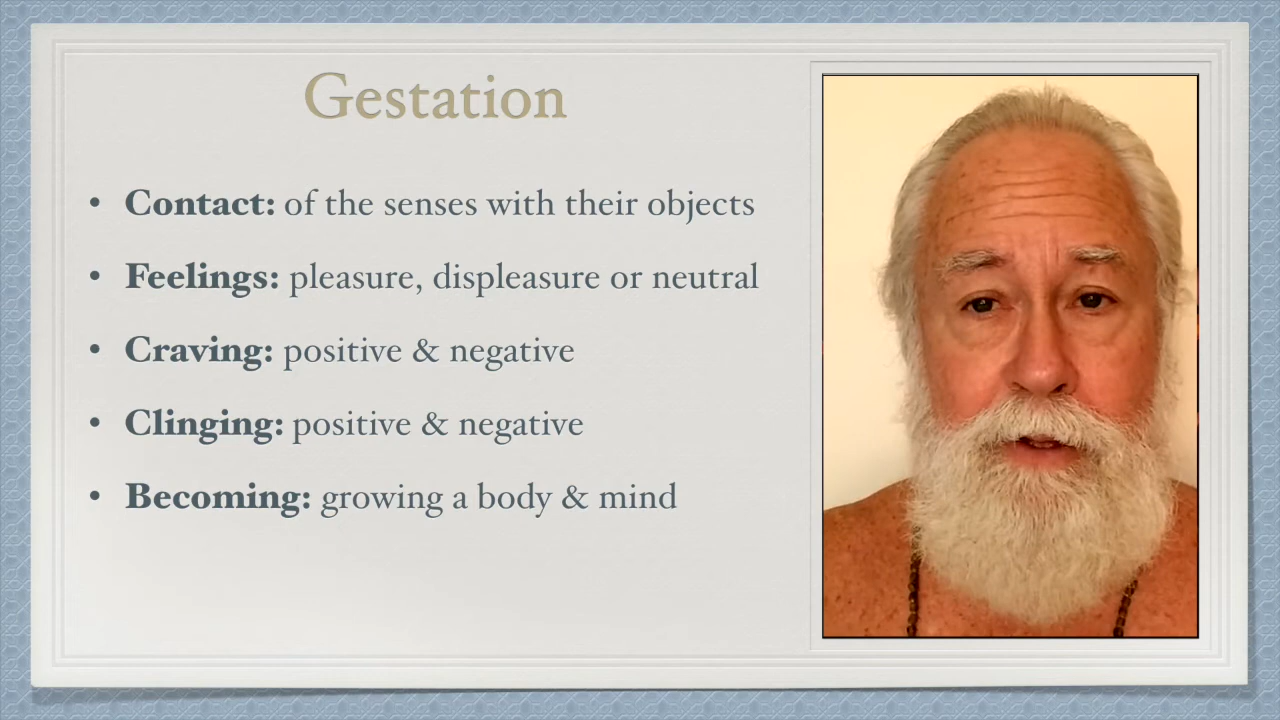 Gestation
• Contact: of the senses with their objects
• Feelings: pleasure, displeasure or neutral
• Craving: positive & negative
• Clinging: positive & negative
• Becoming: growing a body & mind